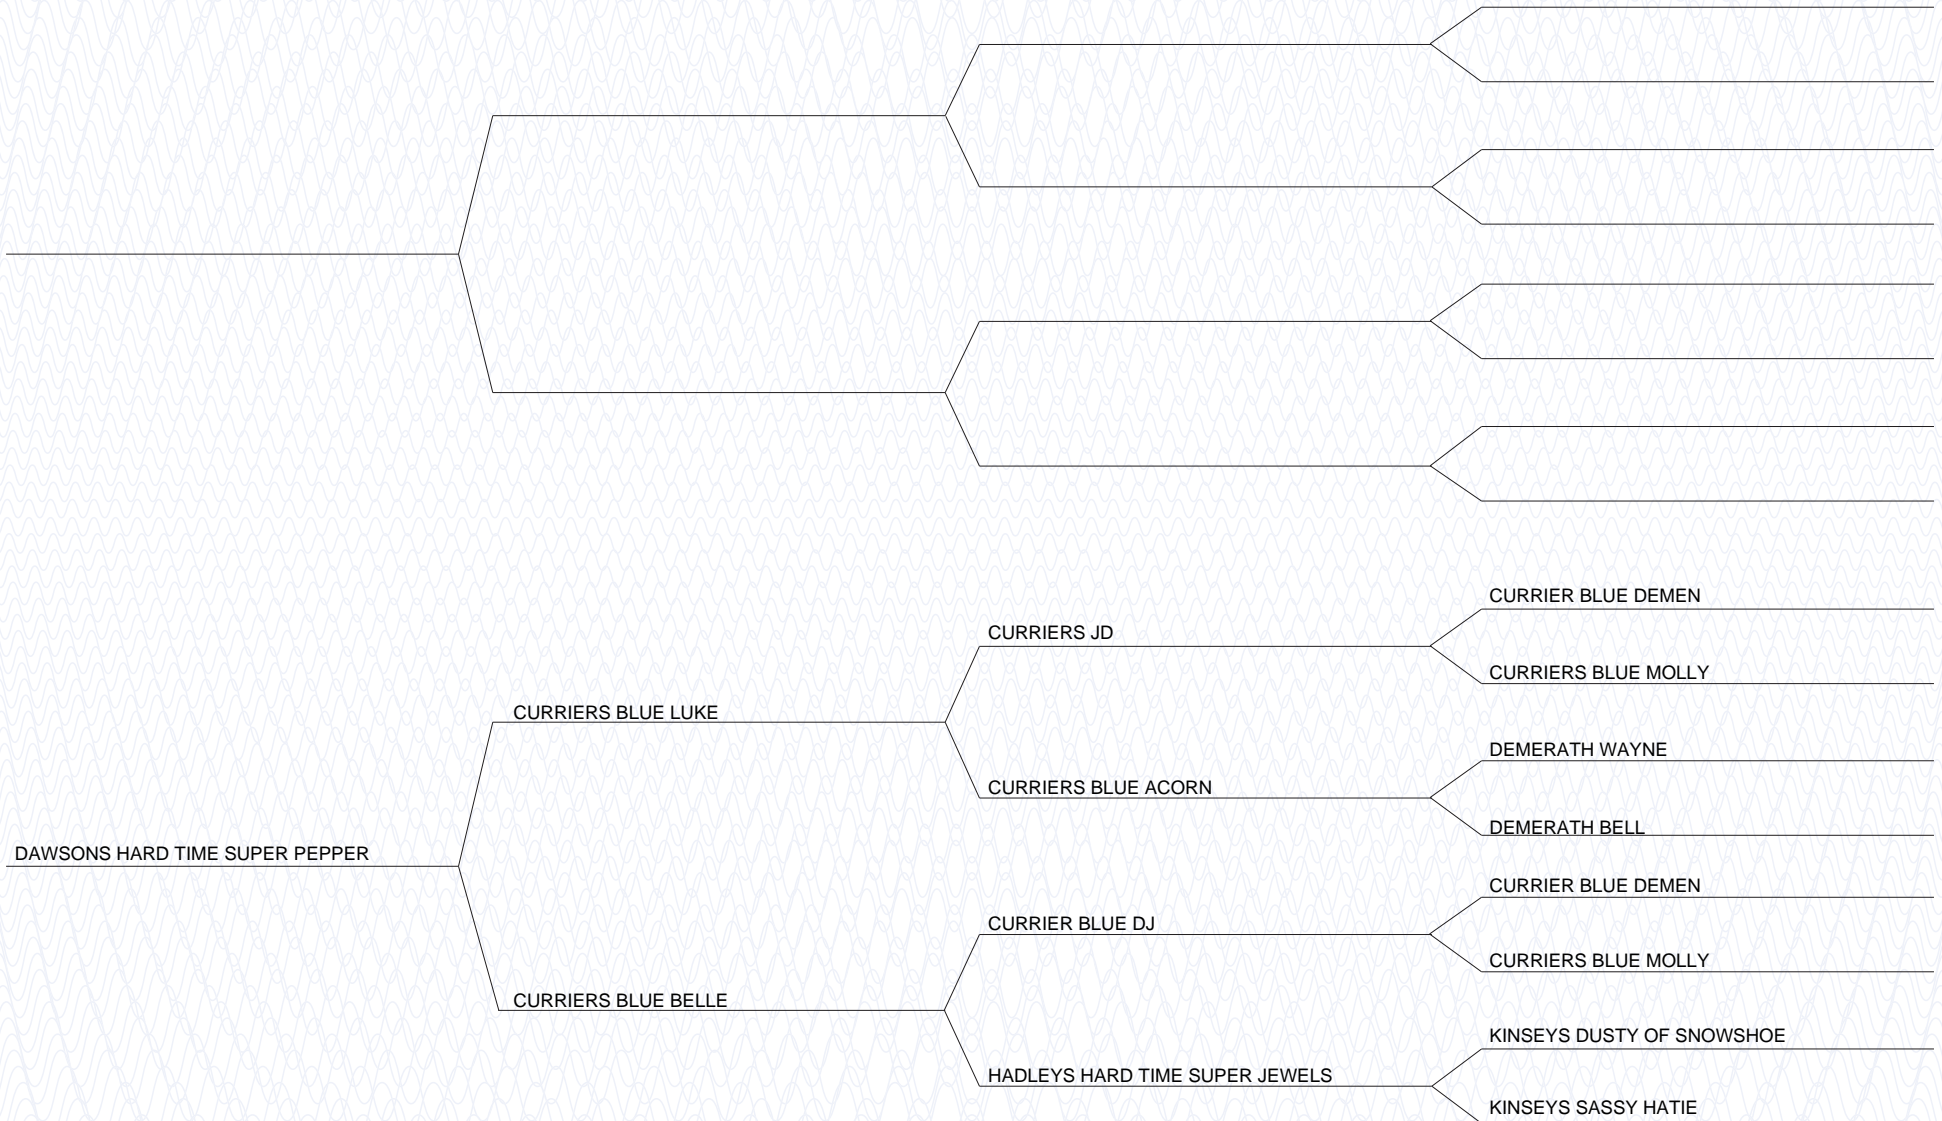 CURRIER BLUE DEMEN
CURRIERS JD
CURRIERS BLUE MOLLY
CURRIERS BLUE LUKE
DEMERATH WAYNE
CURRIERS BLUE ACORN
DEMERATH BELL
DAWSONS HARD TIME SUPER PEPPER
CURRIER BLUE DEMEN
CURRIER BLUE DJ
CURRIERS BLUE MOLLY
CURRIERS BLUE BELLE
KINSEYS DUSTY OF SNOWSHOE
HADLEYS HARD TIME SUPER JEWELS
KINSEYS SASSY HATIE